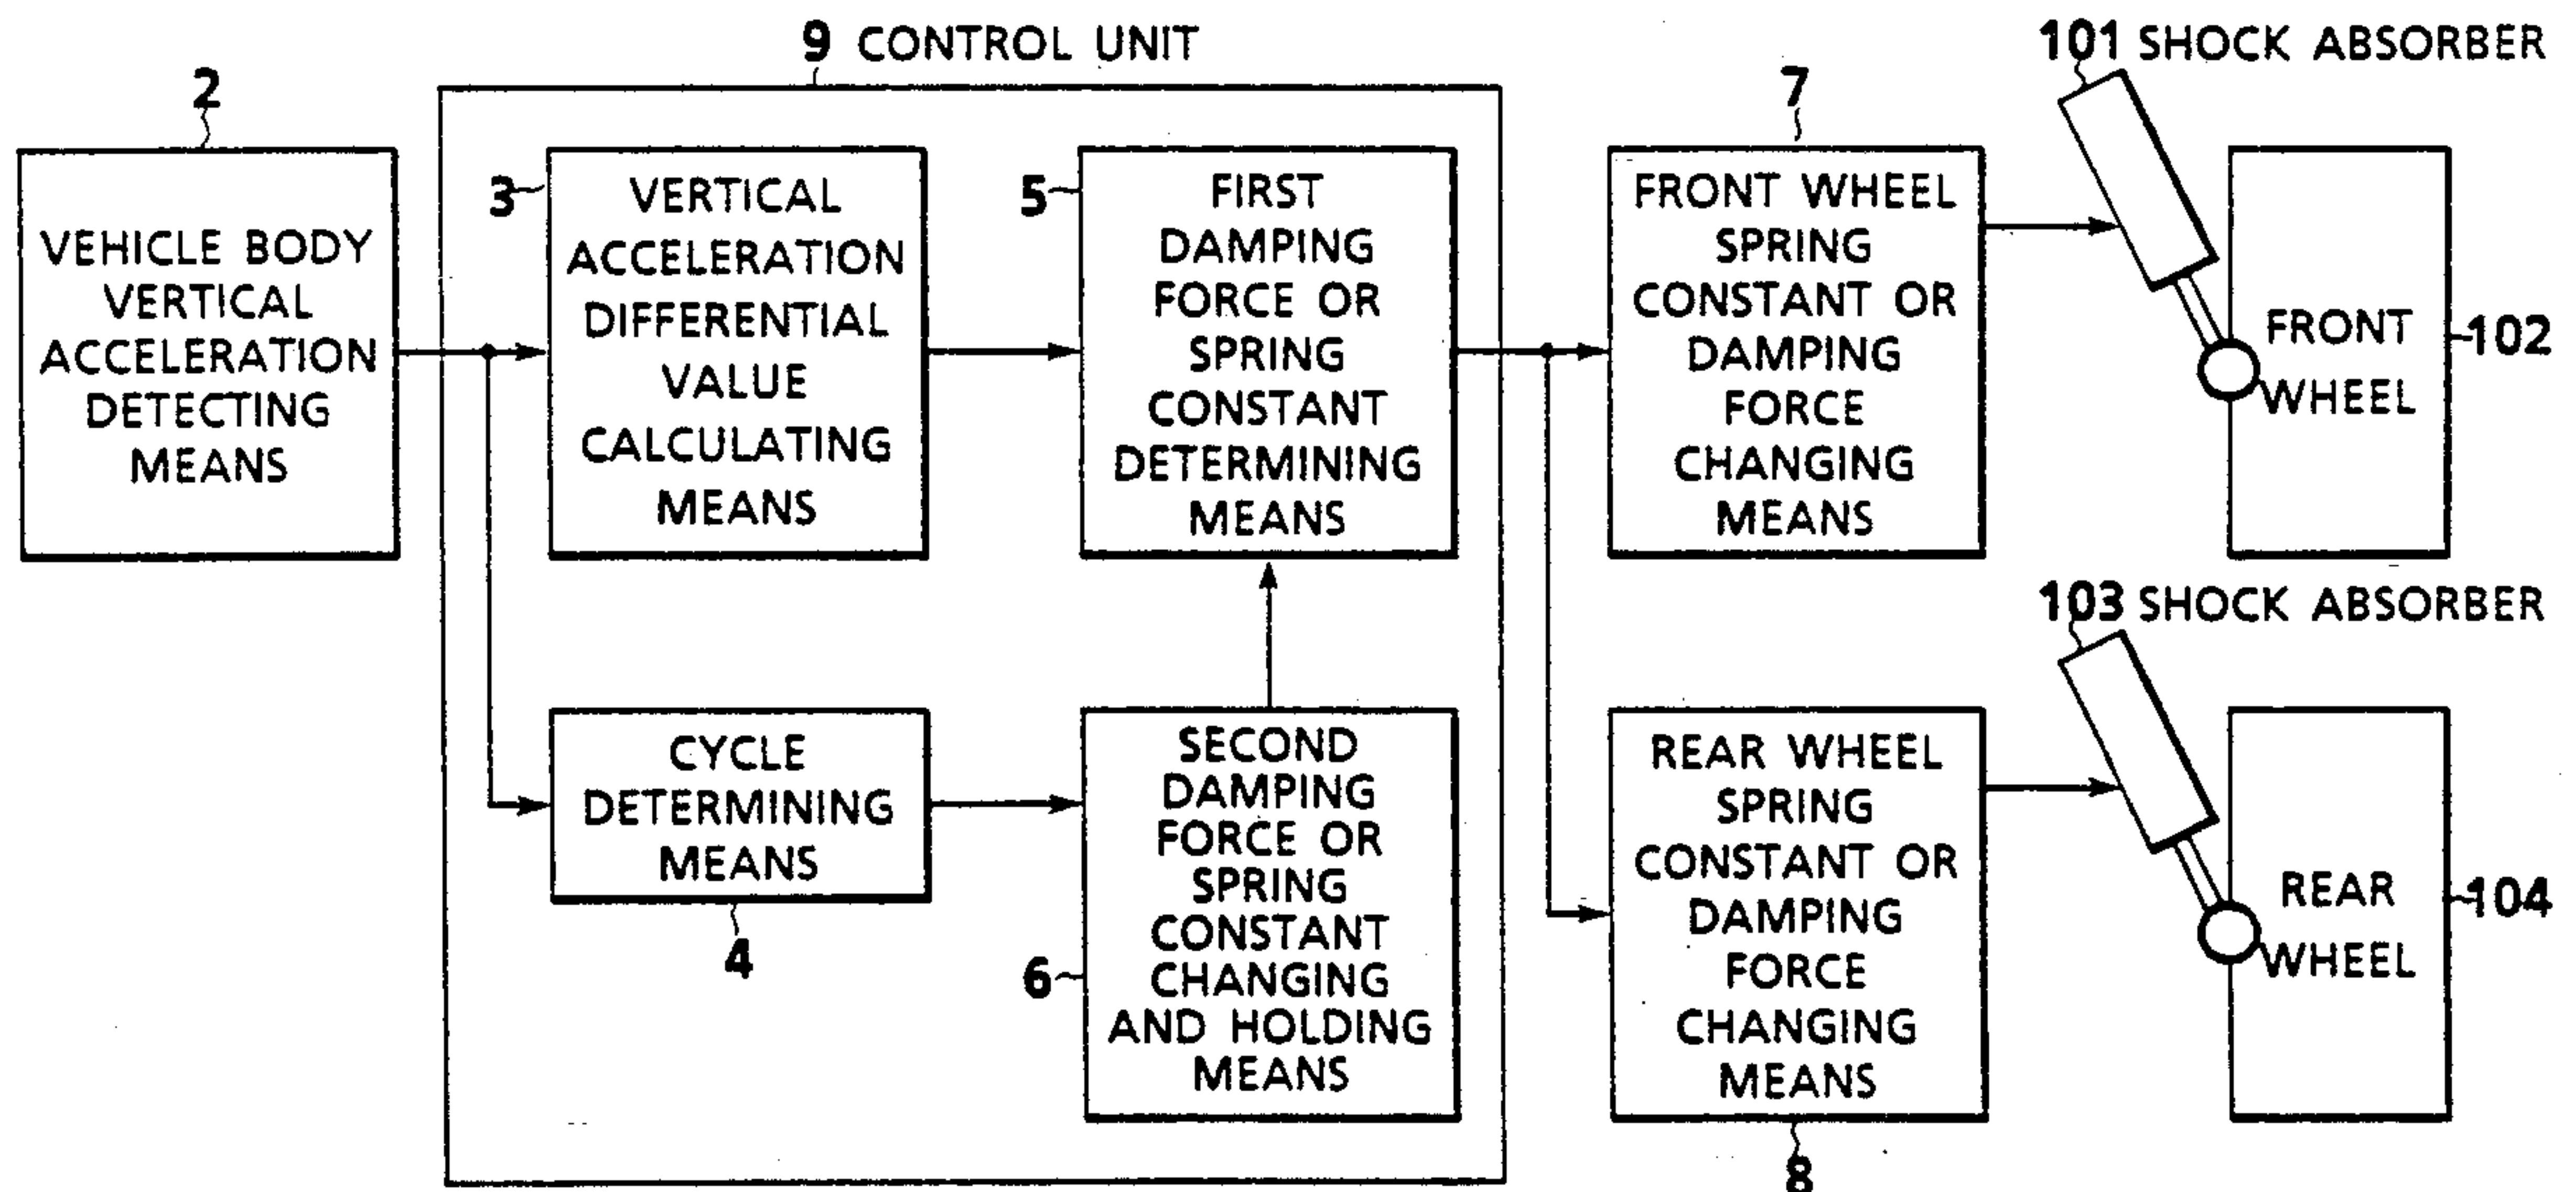 9 CONTROL UNIT
101 SHOCK ABSORBER
2
7
VEHICLE BODY
VERTICAL
ACCELERATION
DETECTING
MEANS
3
VERTICAL
ACCELERATION
DIFFERENTIAL
VALUE
CALCULATING
MEANS
5
FIRST
DAMPING
FORCE OR
SPRING
CONSTANT
DETERMINING
MEANS
FRONT WHEEL
SPRING
CONSTANT OR
DAMPING
FORCE
CHANGING
MEANS
FRONT
WHEEL
102
103 SHOCK ABSORBER
CYCLE
DETERMINING
MEANS
4
6
SECOND
DAMPING
FORCE OR
SPRING
CONSTANT
CHANGING
AND HOLDING
MEANS
REAR WHEEL
SPRING
CONSTANT OR
DAMPING
FORCE
CHANGING
MEANS
8
REAR
WHEEL
104